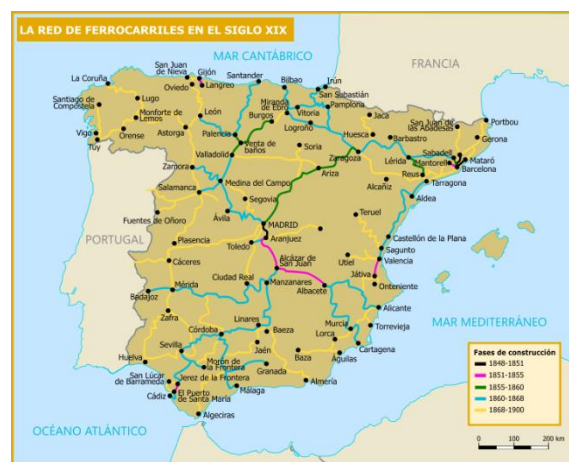 LA RED DE FERROCARRILES EN EL SIGLO XIX
MAR CANTÁBRICO
FRANCIA
La Coruña
San Juan
de Nieva
Gijón
Oviedo
Langreo
Santander
Bilbao
Irún
San Sebastián
Santiago de
Compostela
Lugo
León
Miranda
de Ebro
Vitoria
Pamplona
Jaca
San Juan de
las Abadesas
Portbou
Monforte de
Lemos
Burgos
Logroño
Huesca
Barbastro
Gerona
Vigo
Orense
Astorga
Palencia
Venta de
baños
Soria
Zaragoza
Lérida
Sabadell
Mantorell
Mataró
Barcelona
Tuy
Valladolid
Ariza
Reus
Tarragona
Zamora
Salamanca
Medina del Campo
Segovia
Alcañiz
Aldea
Fuentes de Oñoro
Ávila
MADRID
Teruel
PORTUGAL
Plasencia
Toledo
Aranjuez
Castellón de la Plana
Sagunto
Cáceres
Alcázar de
San Juan
Utiel
Valencia
Ciudad Real
Manzanares
Játiva
Onteniente
Badajoz
Mérida
Albacete
Alicante
Zafra
Linares
Baeza
Murcia
Torrevieja
MAR MEDITERRÁNEO
Córdoba
Lorca
Cartagena
Sevilla
Jaén
Baza
Águilas
Huelva
Morón de
la Frontera
Granada
San Lúcar
de Barrameda
Jerez de la Frontera
Almería
Cádiz
El Puerto
de Santa María
Málaga
Algeciras
OCÉANO ATLÁNTICO
Fases de construcción
1848-1851
1851-1855
1855-1860
1860-1868
1868-1900
0
100
200 km